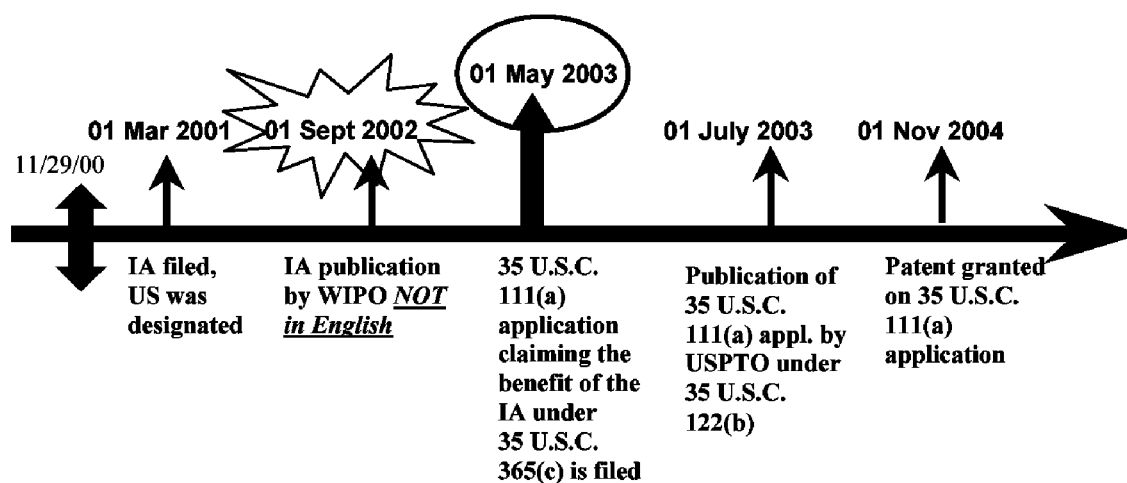 01 May 2003
01 Mar 2001
01 Sept 2002
01 July 2003
01 Nov 2004
11/29/00
IA filed,
US was
designated
IA publication
by WIPO NOT
in English
35 U.S.C.
111(a)
application
claiming the
benefit of the
IA under
35 U.S.C.
365(c) is filed
Publication of
35 U.S.C.
111(a) appl. by
USPTO under
35 U.S.C.
122(b)
Patent granted
on 35 U.S.C.
111(a)
application